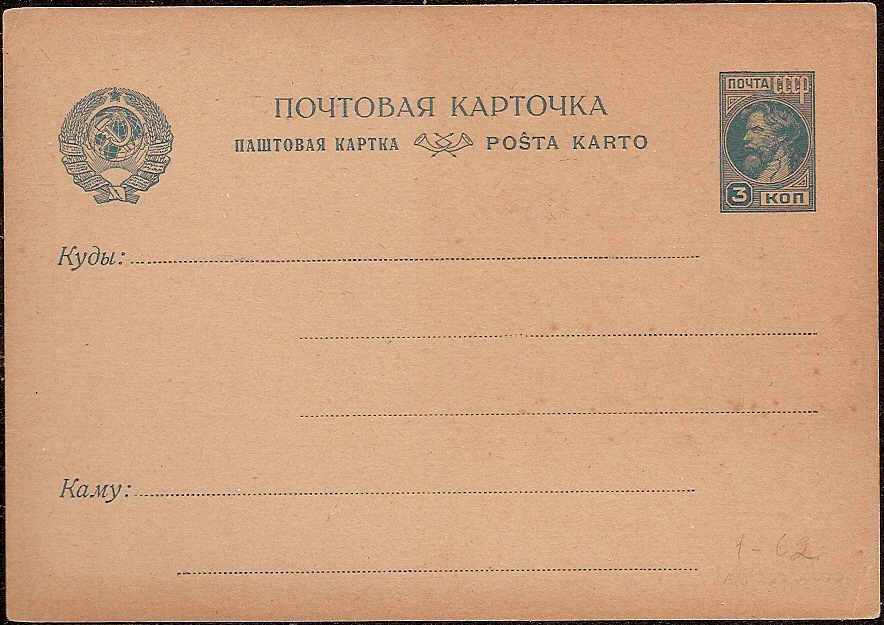 ПОЧТОВАЯ КАРТОЧКА
ПАШТОВАЯ КАРТКА POŜTA KARTO
ПОЧТА СССР
3 КОП
Куды:
Каму:
1-62